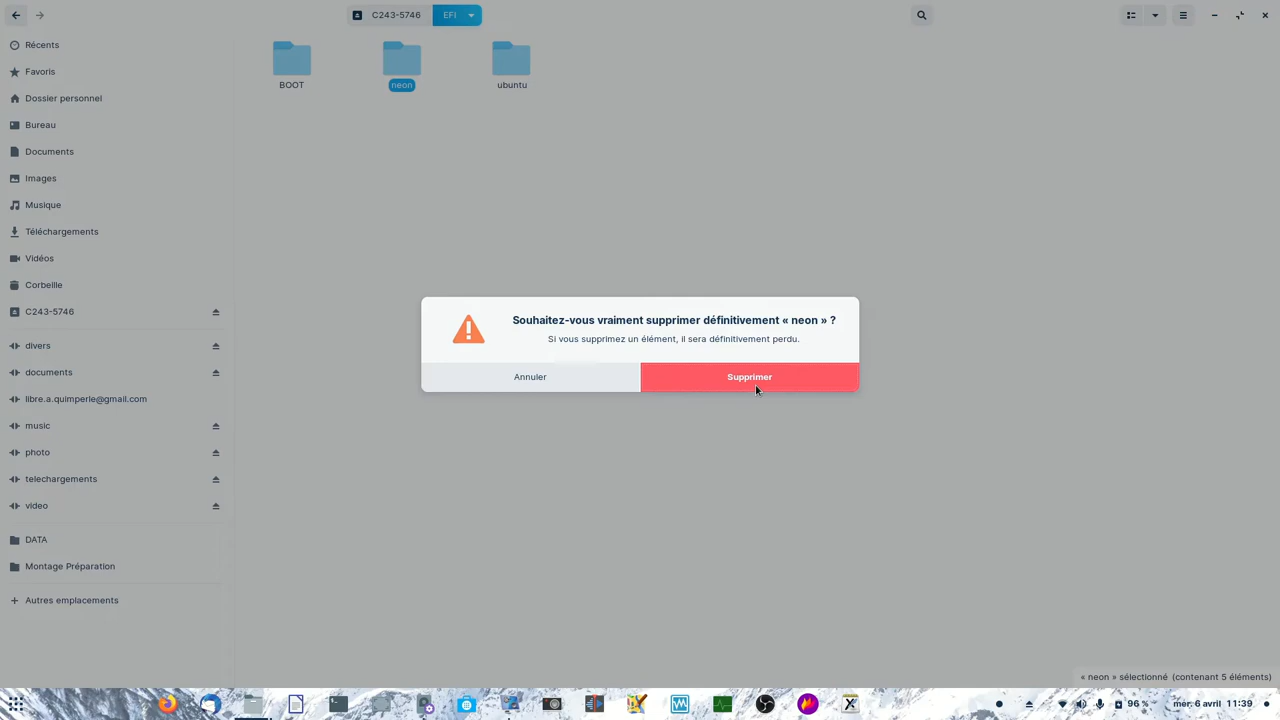 C243-5746
EFI
Récents
Favoris
Dossier personnel
Bureau
Documents
Images
Musique
Téléchargements
Vidéos
Corbeille
C243-5746
divers
documents
libre.a.quimperle@gmail.com
music
photo
telechargements
video
DATA
Montage Préparation
Autres emplacements
BOOT
neon
ubuntu
Souhaitez-vous vraiment supprimer définitivement « neon » ?
Si vous supprimez un élément, il sera définitivement perdu.
Annuler
Supprimer
« neon » sélectionné (contenant 5 éléments)
96 %
mer. 6 avril 11:39